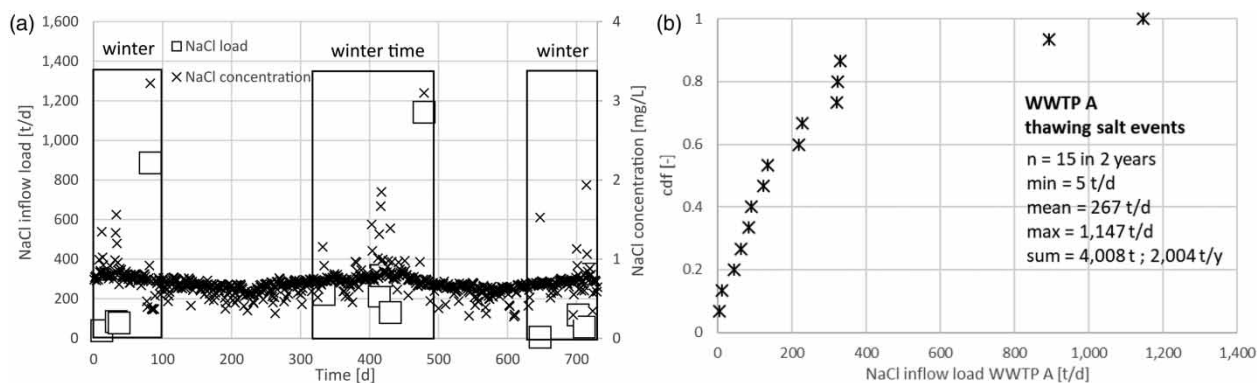 (a)
1,600
1,400
1,200
1,000
800
600
400
200
0
NaCl inflow load [t/d]
winter
winter time
winter
NaCl load
NaCl concentration
4
3
2
1
0
NaCl concentration [mg/L]
0 100 200 300 400 500 600 700
Time [d]
(b)
1
0.8
0.6
0.4
0.2
0
cdf [-]
WWTP A
thawing salt events
n = 15 in 2 years
min = 5 t/d
mean = 267 t/d
max = 1,147 t/d
sum = 4,008 t ; 2,004 t/y
0 200 400 600 800 1,000 1,200 1,400
NaCl inflow load WWTP A [t/d]